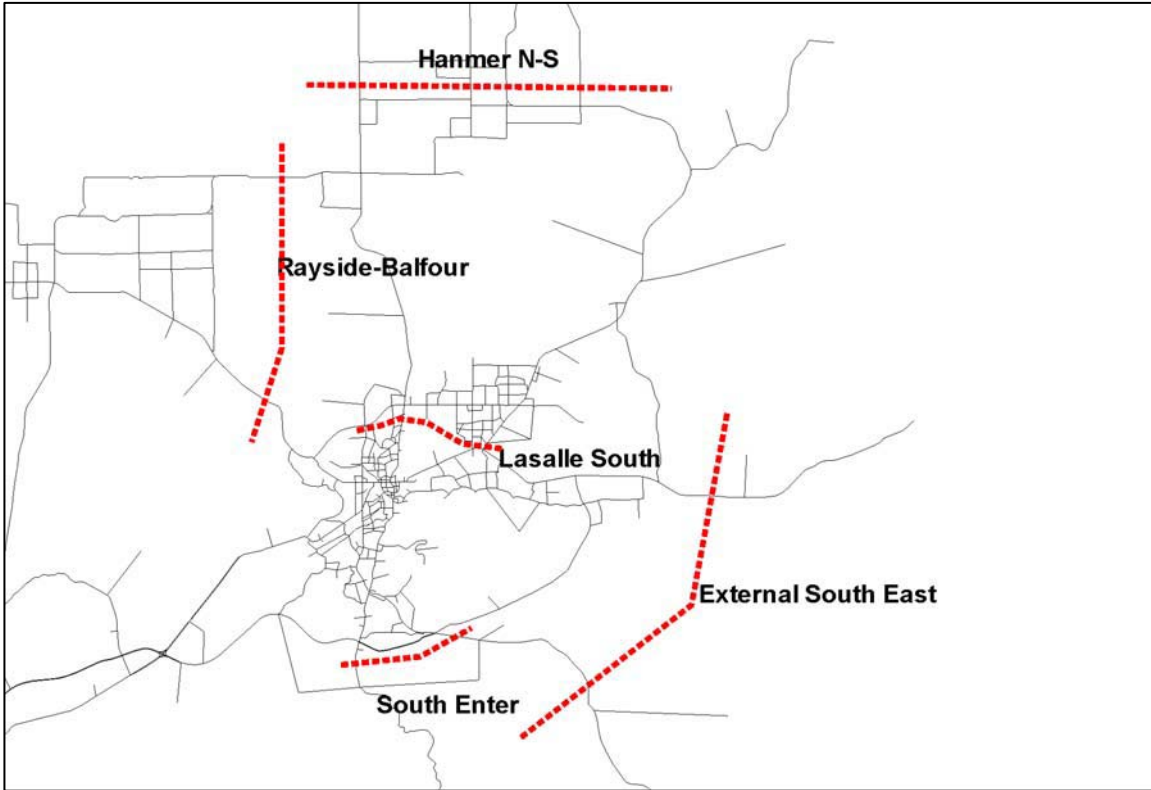 Hanmer N-S
Rayside-Balfour
Lasalle South
External South East
South Enter